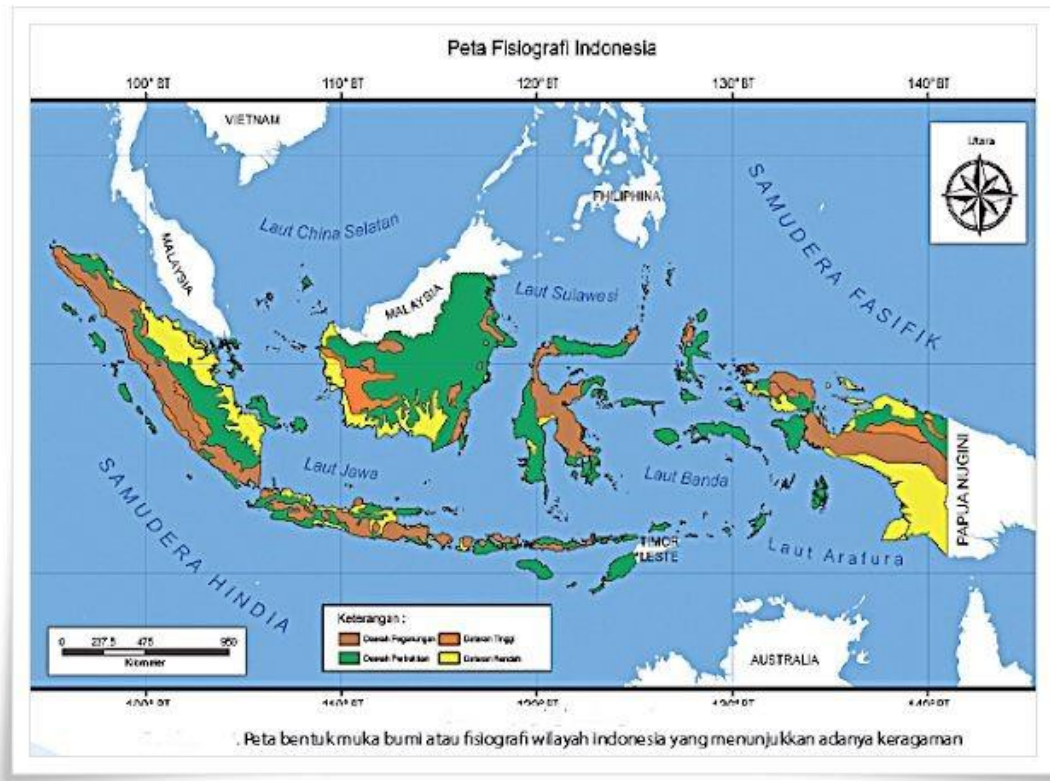 Peta Fisiografi Indonesia
100° BT 110° BT 120° BT 130° BT 140° BT
VIETNAM
Utara
SAMUDERA FASIFIK
PHILIPHINA
Laut China Selatan
MALAYSIA
MALAYSIA
Laut Sulawesi
Laut Jawa
Laut Banda
PAPUA NUGINI
SAMUDERA HINDIA
TIMOR
LESTE
Laut Arafura
Keterangan :
Daerah Pegunungan Dataran Tinggi
Daerah Perbukitan Dataran Rendah
0 237.5 475 950
Kilometer
AUSTRALIA
. Peta bentuk muka bumi atau fisiografi wilayah indonesia yang menunjukkan adanya keragaman